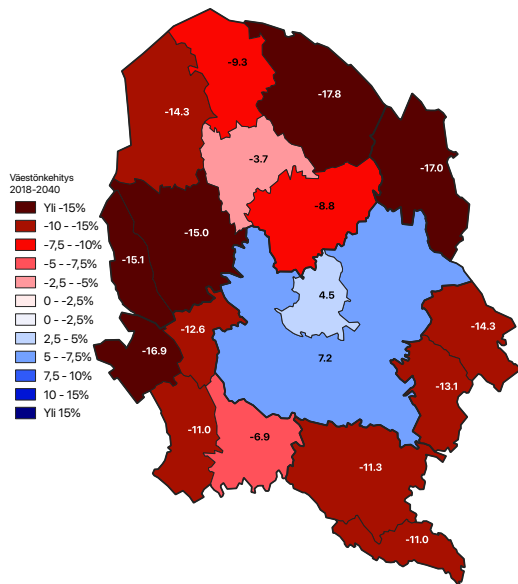 -9.3
-17.8
-14.3
-3.7
-17.0
Väestönkehitys
2018-2040
Yli -15%
-10 - -15%
-7,5 - -10%
-5 - -7,5%
-2,5 - -5%
0 - -2,5%
0 - -2,5%
2,5 - 5%
5 - -7,5%
7,5 - 10%
10 - 15%
Yli 15%
-8.8
-15.0
-15.1
4.5
-14.3
-12.6
-16.9
7.2
-13.1
-11.0
-6.9
-11.3
-11.0